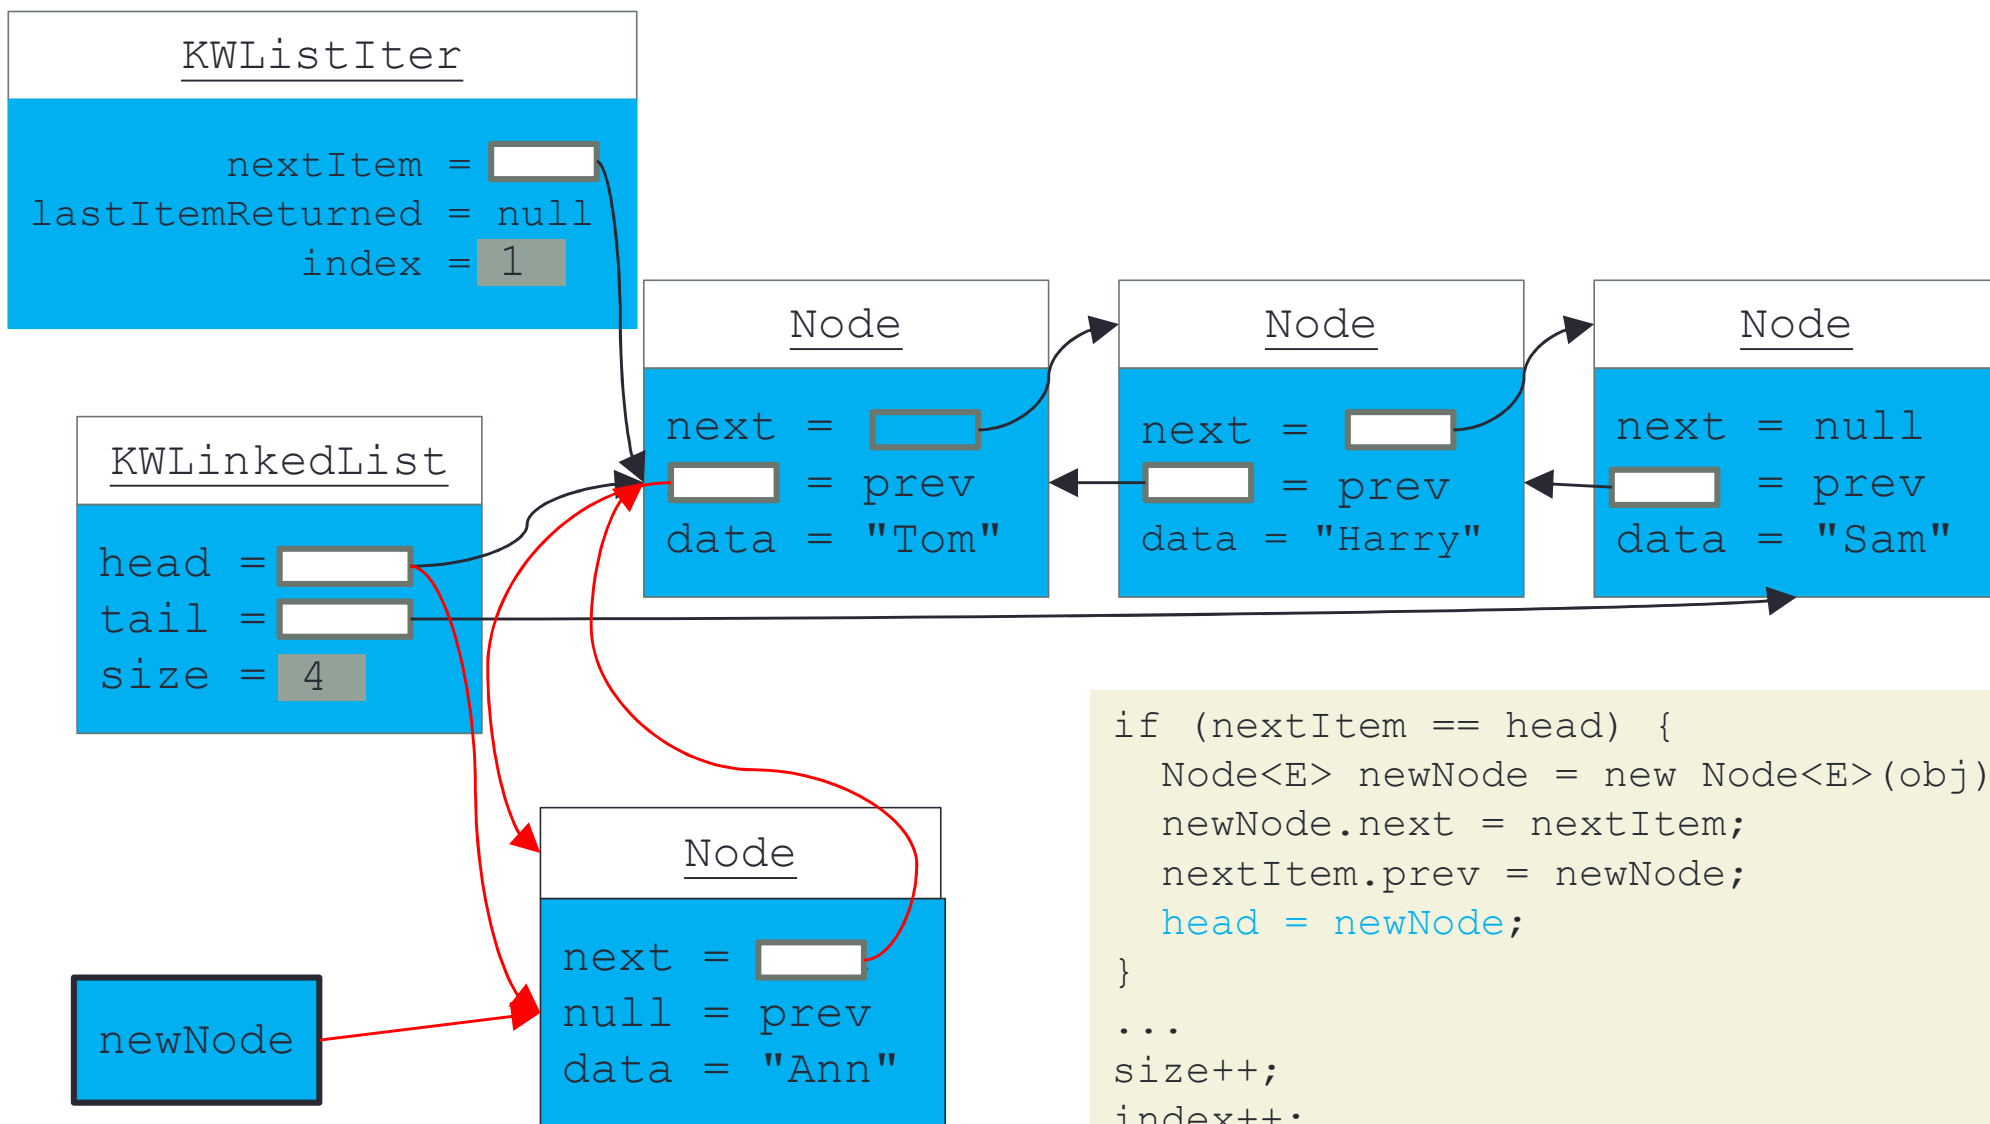 KWListIter
nextItem =
lastItemReturned = null
index = 1
KWLinkedList
head =
tail =
size = 4
Node
next =
= prev
data = "Tom"
Node
next =
= prev
data = "Harry"
Node
next = null
= prev
data = "Sam"
Node
next =
null = prev
data = "Ann"
newNode
if (nextItem == head) {
Node<E> newNode = new Node<E>(obj)
newNode.next = nextItem;
nextItem.prev = newNode;
head = newNode;
}
...
size++;
index++;